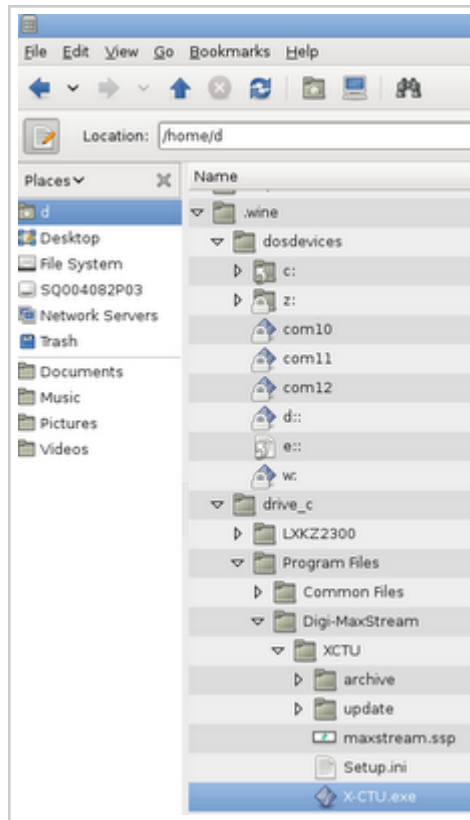 File Edit View Go Bookmarks Help
Location: /home/d
Places
d
Desktop
File System
SQ004082P03
Network Servers
Trash
Documents
Music
Pictures
Videos
Name
.wine
dosdevices
c:
z:
com10
com11
com12
d::
e::
w:
drive_c
LXKZ2300
Program Files
Common Files
Digi-MaxStream
XCTU
archive
update
maxstream.ssp
Setup.ini
X-CTU.exe